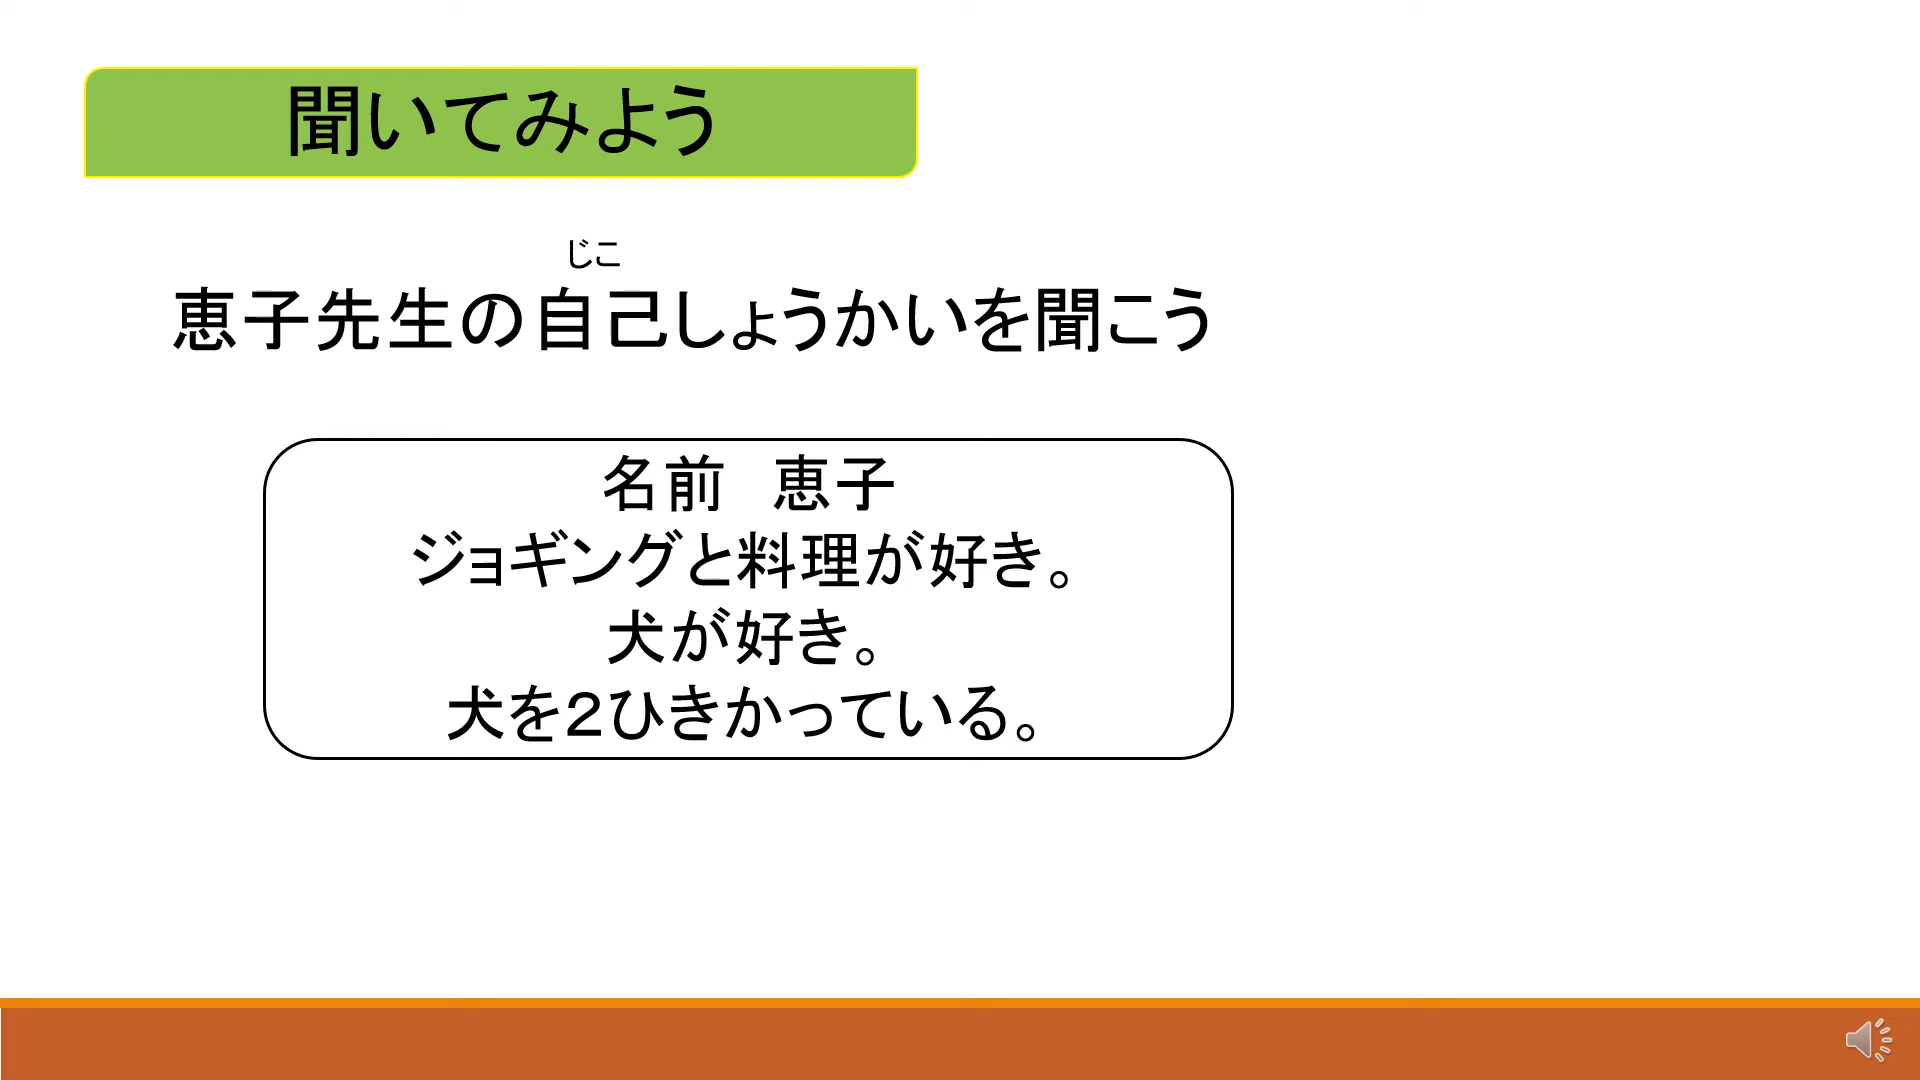 聞いてみよう
じこ
恵子先生の自己しょうかいを聞こう
名前　恵子
ジョギングと料理が好き。
犬が好き。
犬を２ひきかっている。